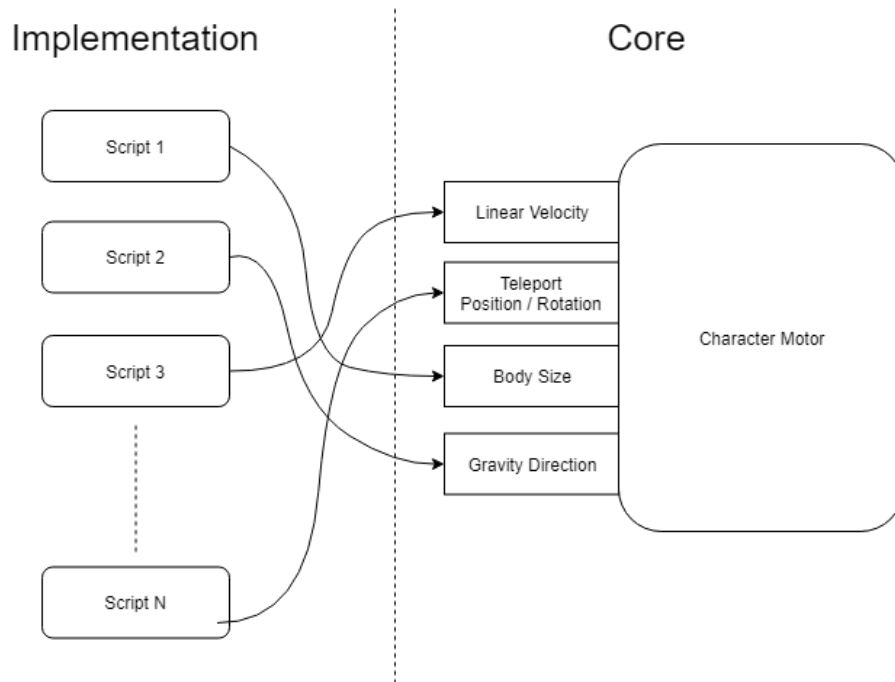 Implementation
Core
Script 1
Script 2
Script 3
Script N
Linear Velocity
Teleport
Position / Rotation
Body Size
Gravity Direction
Character Motor